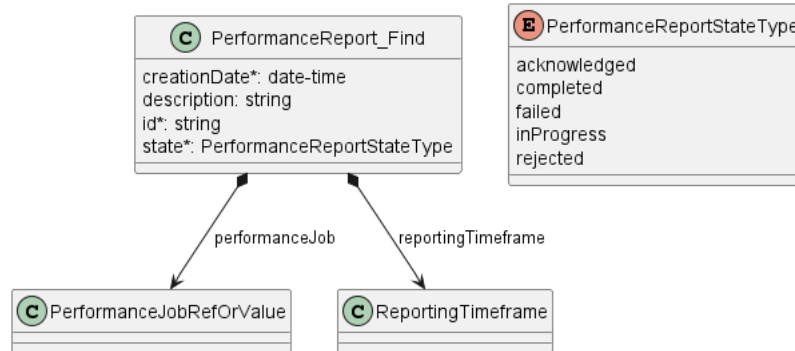 C PerformanceReport_Find
creationDate*: date-time
description: string
id*: string
state*: PerformanceReportStateType
E PerformanceReportStateType
acknowledged
completed
failed
inProgress
rejected
performanceJob
reportingTimeframe
C PerformanceJobRefOrValue
C ReportingTimeframe